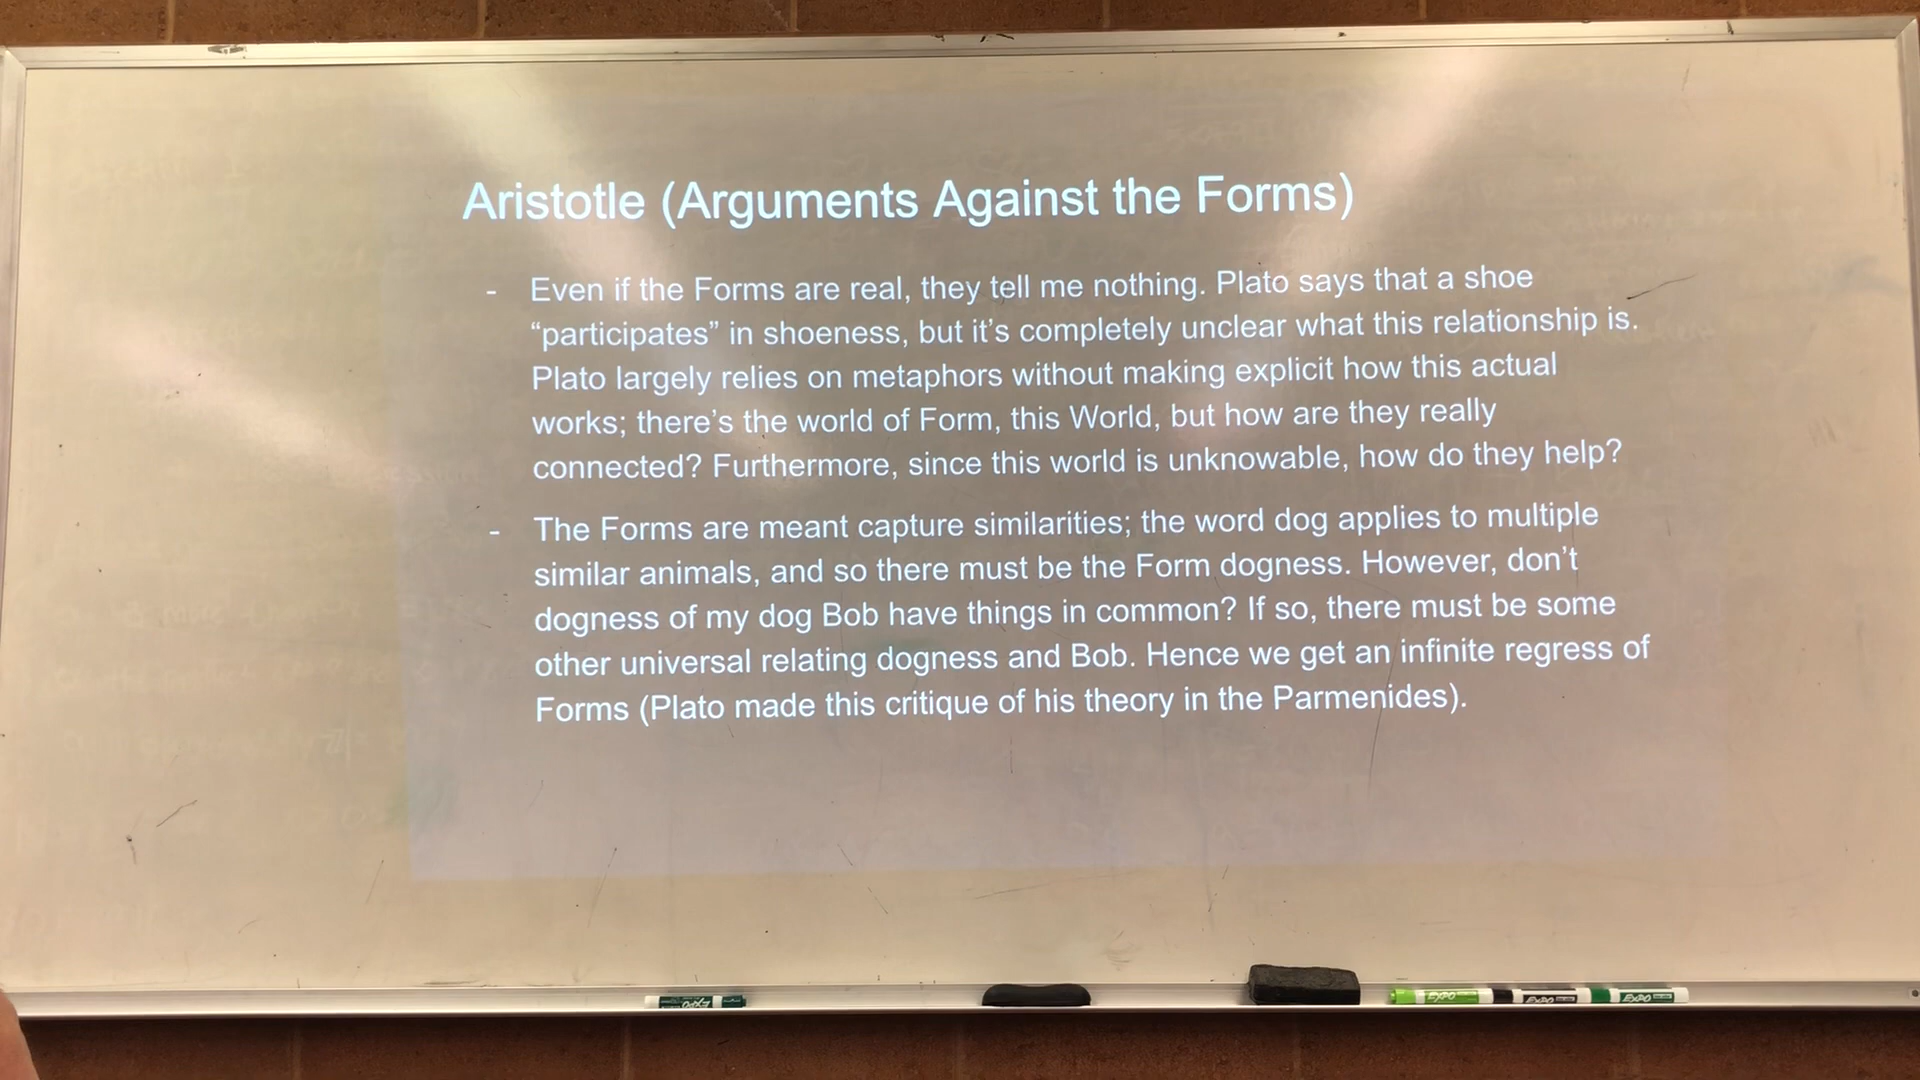 Aristotle (Arguments Against the Forms)
- Even if the Forms are real, they tell me nothing. Plato says that a shoe
“participates” in shoeness, but it’s completely unclear what this relationship is.
Plato largely relies on metaphors without making explicit how this actual
works; there’s the world of Form, this World, but how are they really
connected? Furthermore, since this world is unknowable, how do they help?
- The Forms are meant capture similarities; the word dog applies to multiple
similar animals, and so there must be the Form dogness. However, don’t
dogness of my dog Bob have things in common? If so, there must be some
other universal relating dogness and Bob. Hence we get an infinite regress of
Forms (Plato made this critique of his theory in the Parmenides).
EXPO
EXPO
EXPO
EXPO